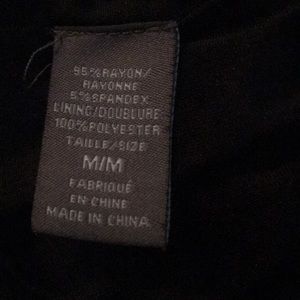 95%RAYON/
RAYONNE
5%SPANDEX
LINING/DOUBLURE
100%POLYESTER
TAILLE/SIZE
M/M
FABRIQUÉ
EN CHINE
MADE IN CHINA